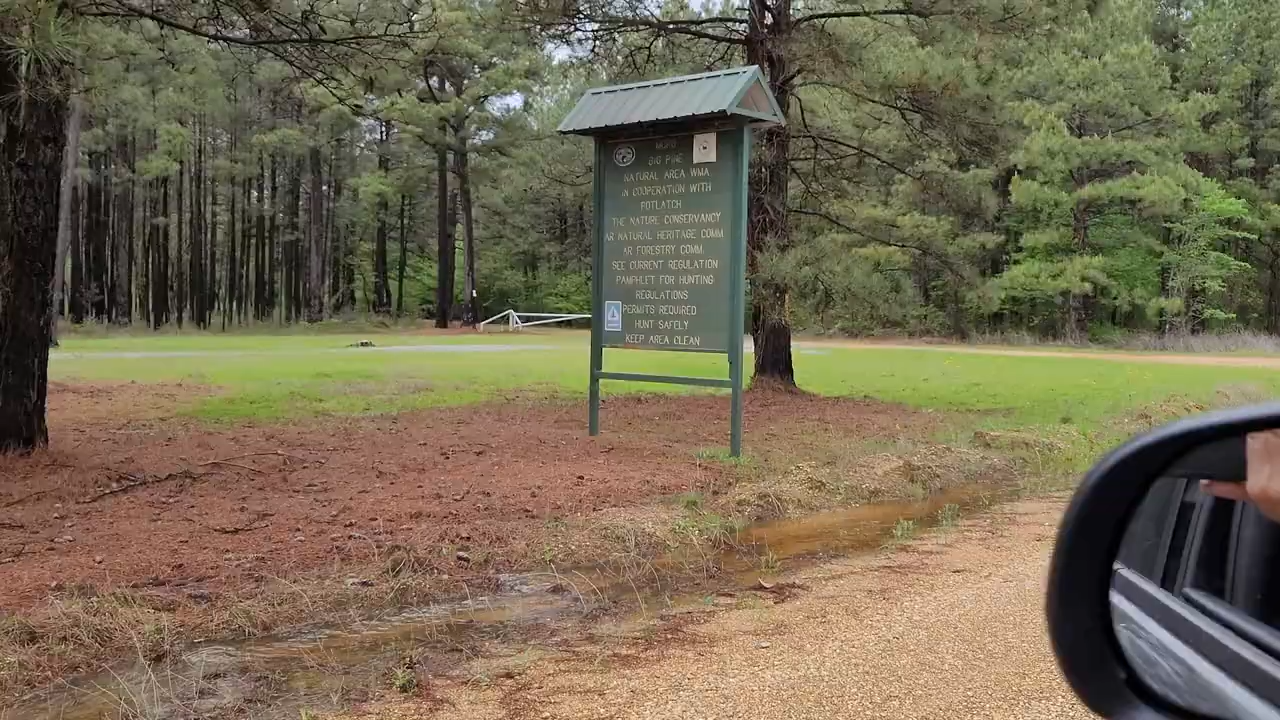 BIG PINE
NATURAL AREA WMA
IN COOPERATION WITH
POTLATCH
THE NATURE CONSERVANCY
AR NATURAL HERITAGE COMM
AR FORESTRY COMM.
SEE CURRENT REGULATION
PAMPHLET FOR HUNTING
REGULATIONS
PERMITS REQUIRED
HUNT SAFELY
KEEP AREA CLEAN